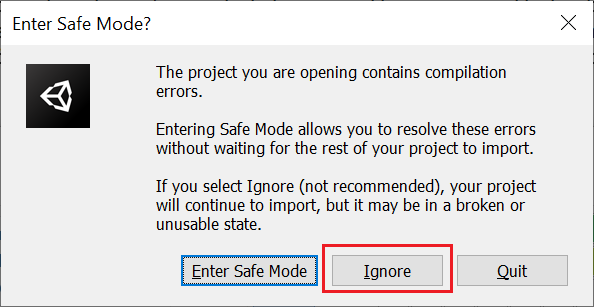 Enter Safe Mode?
The project you are opening contains compilation
errors.
Entering Safe Mode allows you to resolve these errors
without waiting for the rest of your project to import.
If you select Ignore (not recommended), your project
will continue to import, but it may be in a broken or
unusable state.
Enter Safe Mode
Ignore
Quit